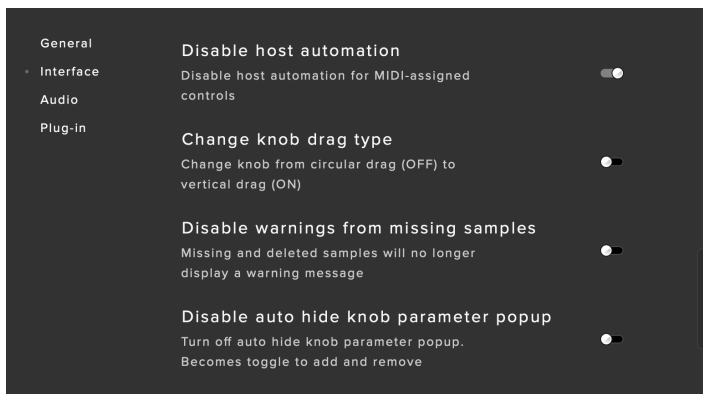 General
Interface
Audio
Plug-in
Disable host automation
Disable host automation for MIDI-assigned
controls
Change knob drag type
Change knob from circular drag (OFF) to
vertical drag (ON)
Disable warnings from missing samples
Missing and deleted samples will no longer
display a warning message
Disable auto hide knob parameter popup
Turn off auto hide knob parameter popup.
Becomes toggle to add and remove